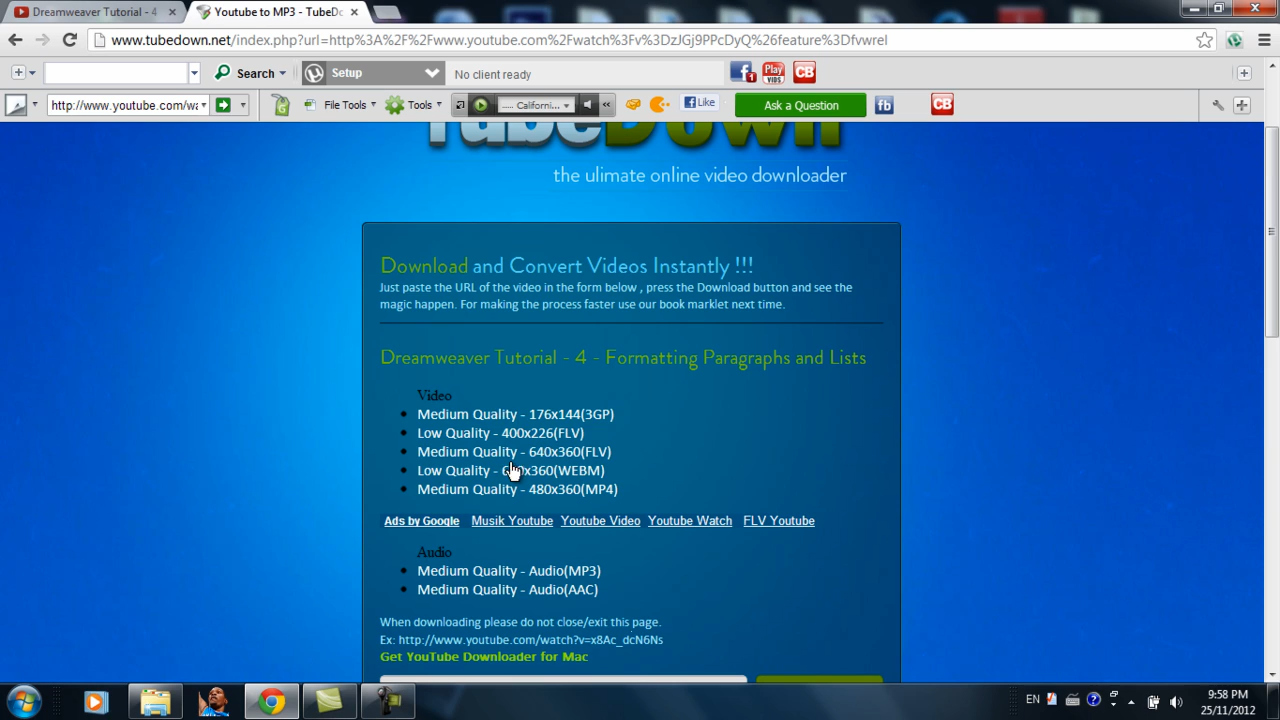 Dreamweaver Tutorial - 4
Youtube to MP3 - TubeDo
www.tubedown.net/index.php?url=http%3A%2F%2Fwww.youtube.com%2Fwatch%3Fv%3DzJGj9PPcDyQ%26feature%3Dfvwrel
Search
Setup
No client ready
1
Play VIDS
CB
http://www.youtube.com/wa
File Tools
Tools
..... Californi...
Like
Ask a Question
fb
CB
TubeDown
the ulimate online video downloader
Download and Convert Videos Instantly !!!
Just paste the URL of the video in the form below , press the Download button and see the
magic happen. For making the process faster use our book marklet next time.
Dreamweaver Tutorial - 4 - Formatting Paragraphs and Lists
Video
Medium Quality - 176x144(3GP)
Low Quality - 400x226(FLV)
Medium Quality - 640x360(FLV)
Low Quality - x360(WEBM)
Medium Quality - 480x360(MP4)
Ads by Google Musik Youtube Youtube Video Youtube Watch FLV Youtube
Audio
Medium Quality - Audio(MP3)
Medium Quality - Audio(AAC)
When downloading please do not close/exit this page.
Ex: http://www.youtube.com/watch?v=x8Ac_dcN6Ns
Get YouTube Downloader for Mac
EN
9:58 PM
25/11/2012